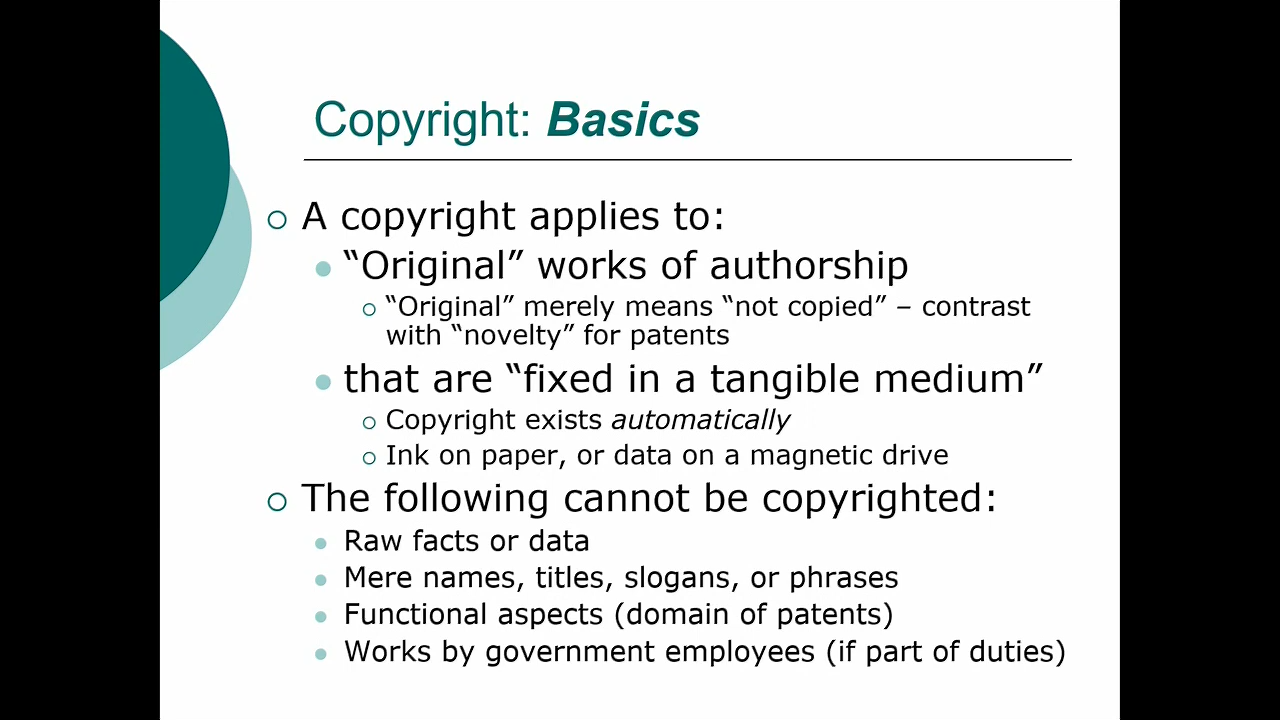 Copyright: Basics
A copyright applies to:
“Original” works of authorship
“Original” merely means “not copied” – contrast
with “novelty” for patents
that are “fixed in a tangible medium”
Copyright exists automatically
Ink on paper, or data on a magnetic drive
The following cannot be copyrighted:
Raw facts or data
Mere names, titles, slogans, or phrases
Functional aspects (domain of patents)
Works by government employees (if part of duties)